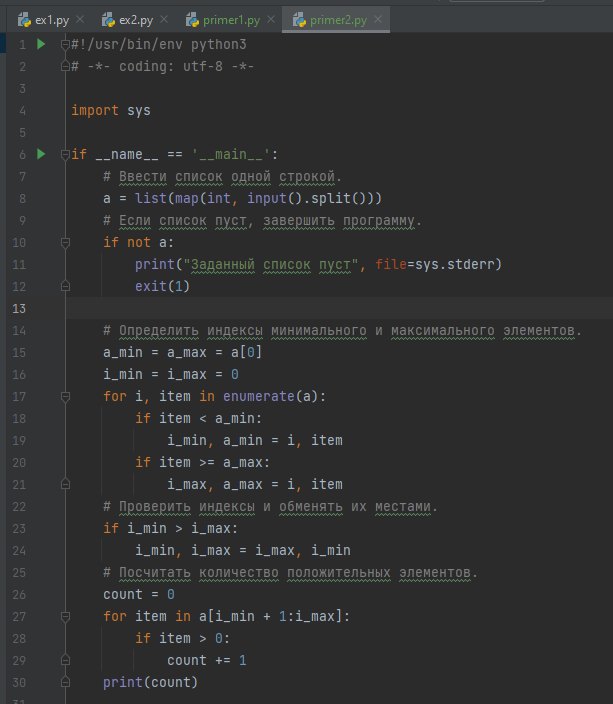 ex1.py ex2.py primer1.py primer2.py
1 #!/usr/bin/env python3
2 # -*- coding: utf-8 -*-
3
4 import sys
5
6 if __name__ == '__main__':
7 # Ввести список одной строкой.
8 a = list(map(int, input().split()))
9 # Если список пуст, завершить программу.
10 if not a:
11 print("Заданный список пуст", file=sys.stderr)
12 exit(1)
13
14 # Определить индексы минимального и максимального элементов.
15 a_min = a_max = a[0]
16 i_min = i_max = 0
17 for i, item in enumerate(a):
18 if item < a_min:
19 i_min, a_min = i, item
20 if item >= a_max:
21 i_max, a_max = i, item
22 # Проверить индексы и обменять их местами.
23 if i_min > i_max:
24 i_min, i_max = i_max, i_min
25 # Посчитать количество положительных элементов.
26 count = 0
27 for item in a[i_min + 1:i_max]:
28 if item > 0:
29 count += 1
30 print(count)